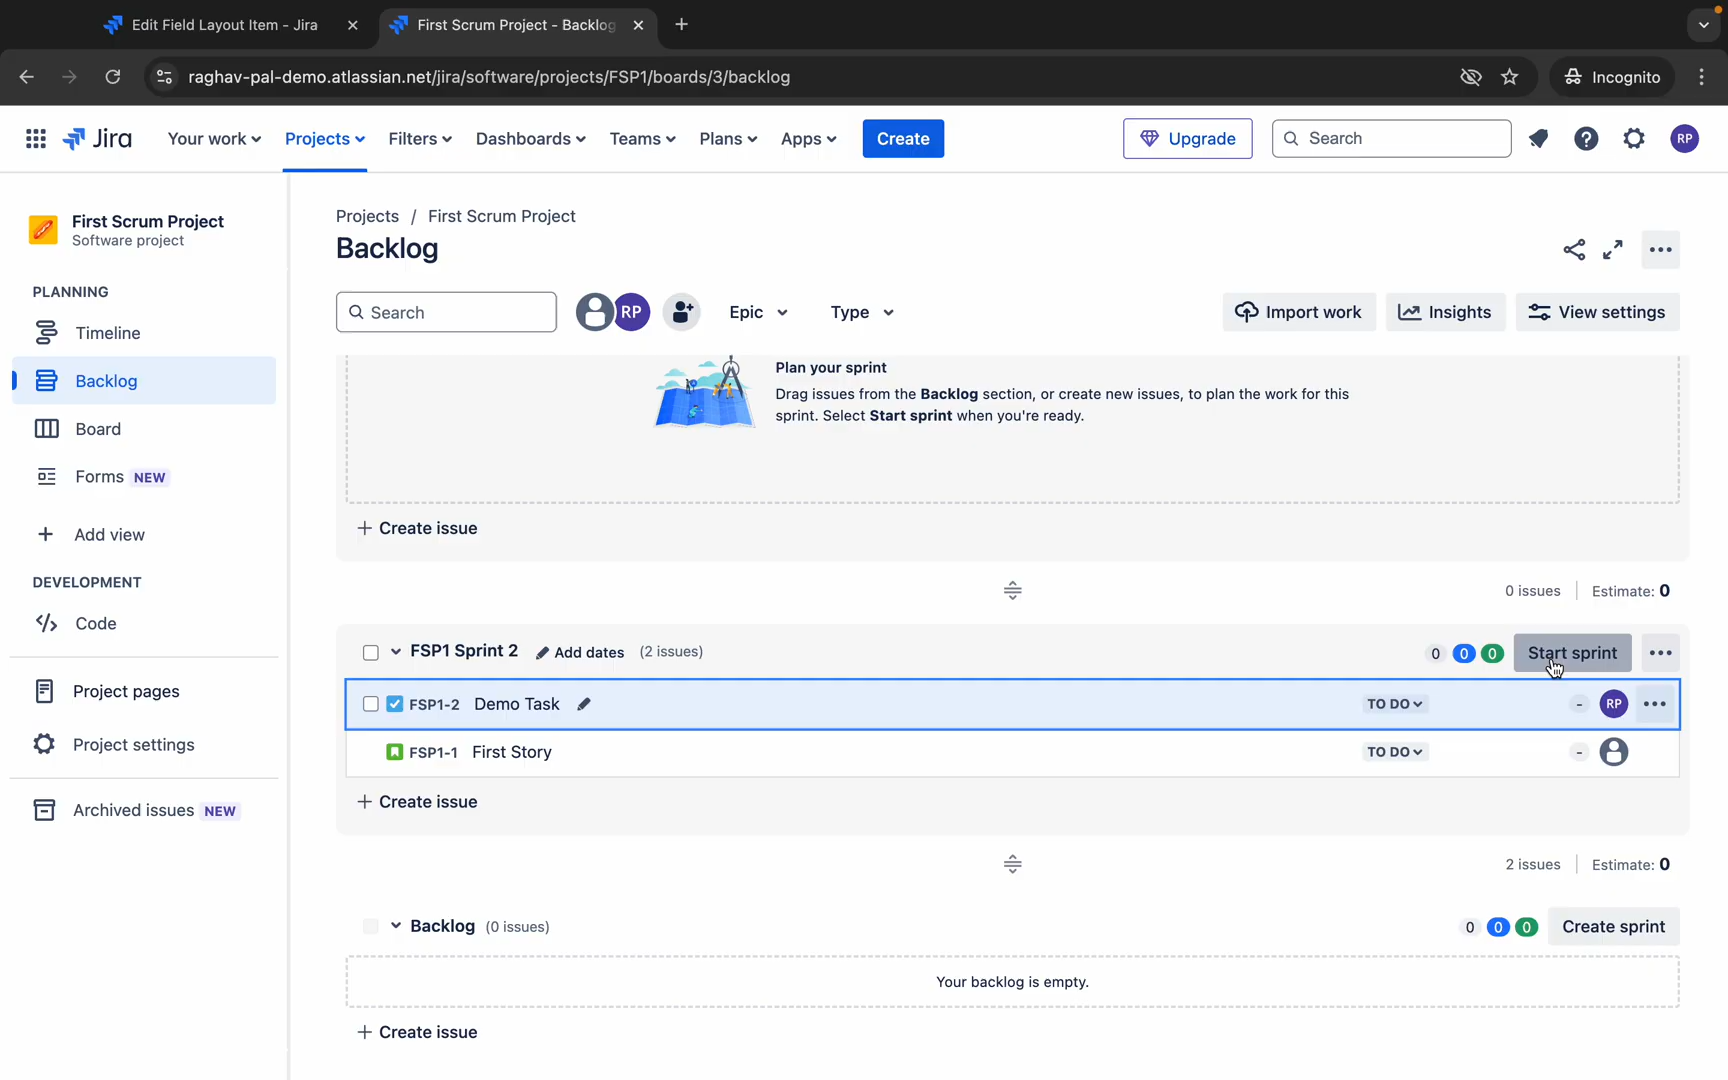 Edit Field Layout Item - Jira
First Scrum Project - Backlog
raghav-pal-demo.atlassian.net/jira/software/projects/FSP1/boards/3/backlog
Incognito
Jira
Your work
Projects
Filters
Dashboards
Teams
Plans
Apps
Create
Upgrade
Search
RP
First Scrum Project
Software project
PLANNING
Timeline
Backlog
Board
Forms NEW
Add view
DEVELOPMENT
Code
Project pages
Project settings
Archived issues NEW
Projects / First Scrum Project
Backlog
Search
RP
Epic
Type
Import work
Insights
View settings
Plan your sprint
Drag issues from the Backlog section, or create new issues, to plan the work for this
sprint. Select Start sprint when you're ready.
+ Create issue
0 issues
Estimate: 0
FSP1 Sprint 2
Add dates
(2 issues)
0 0 0
Start sprint
FSP1-2 Demo Task
TO DO
-
RP
FSP1-1 First Story
TO DO
-
+ Create issue
2 issues
Estimate: 0
Backlog (0 issues)
0 0 0
Create sprint
Your backlog is empty.
+ Create issue